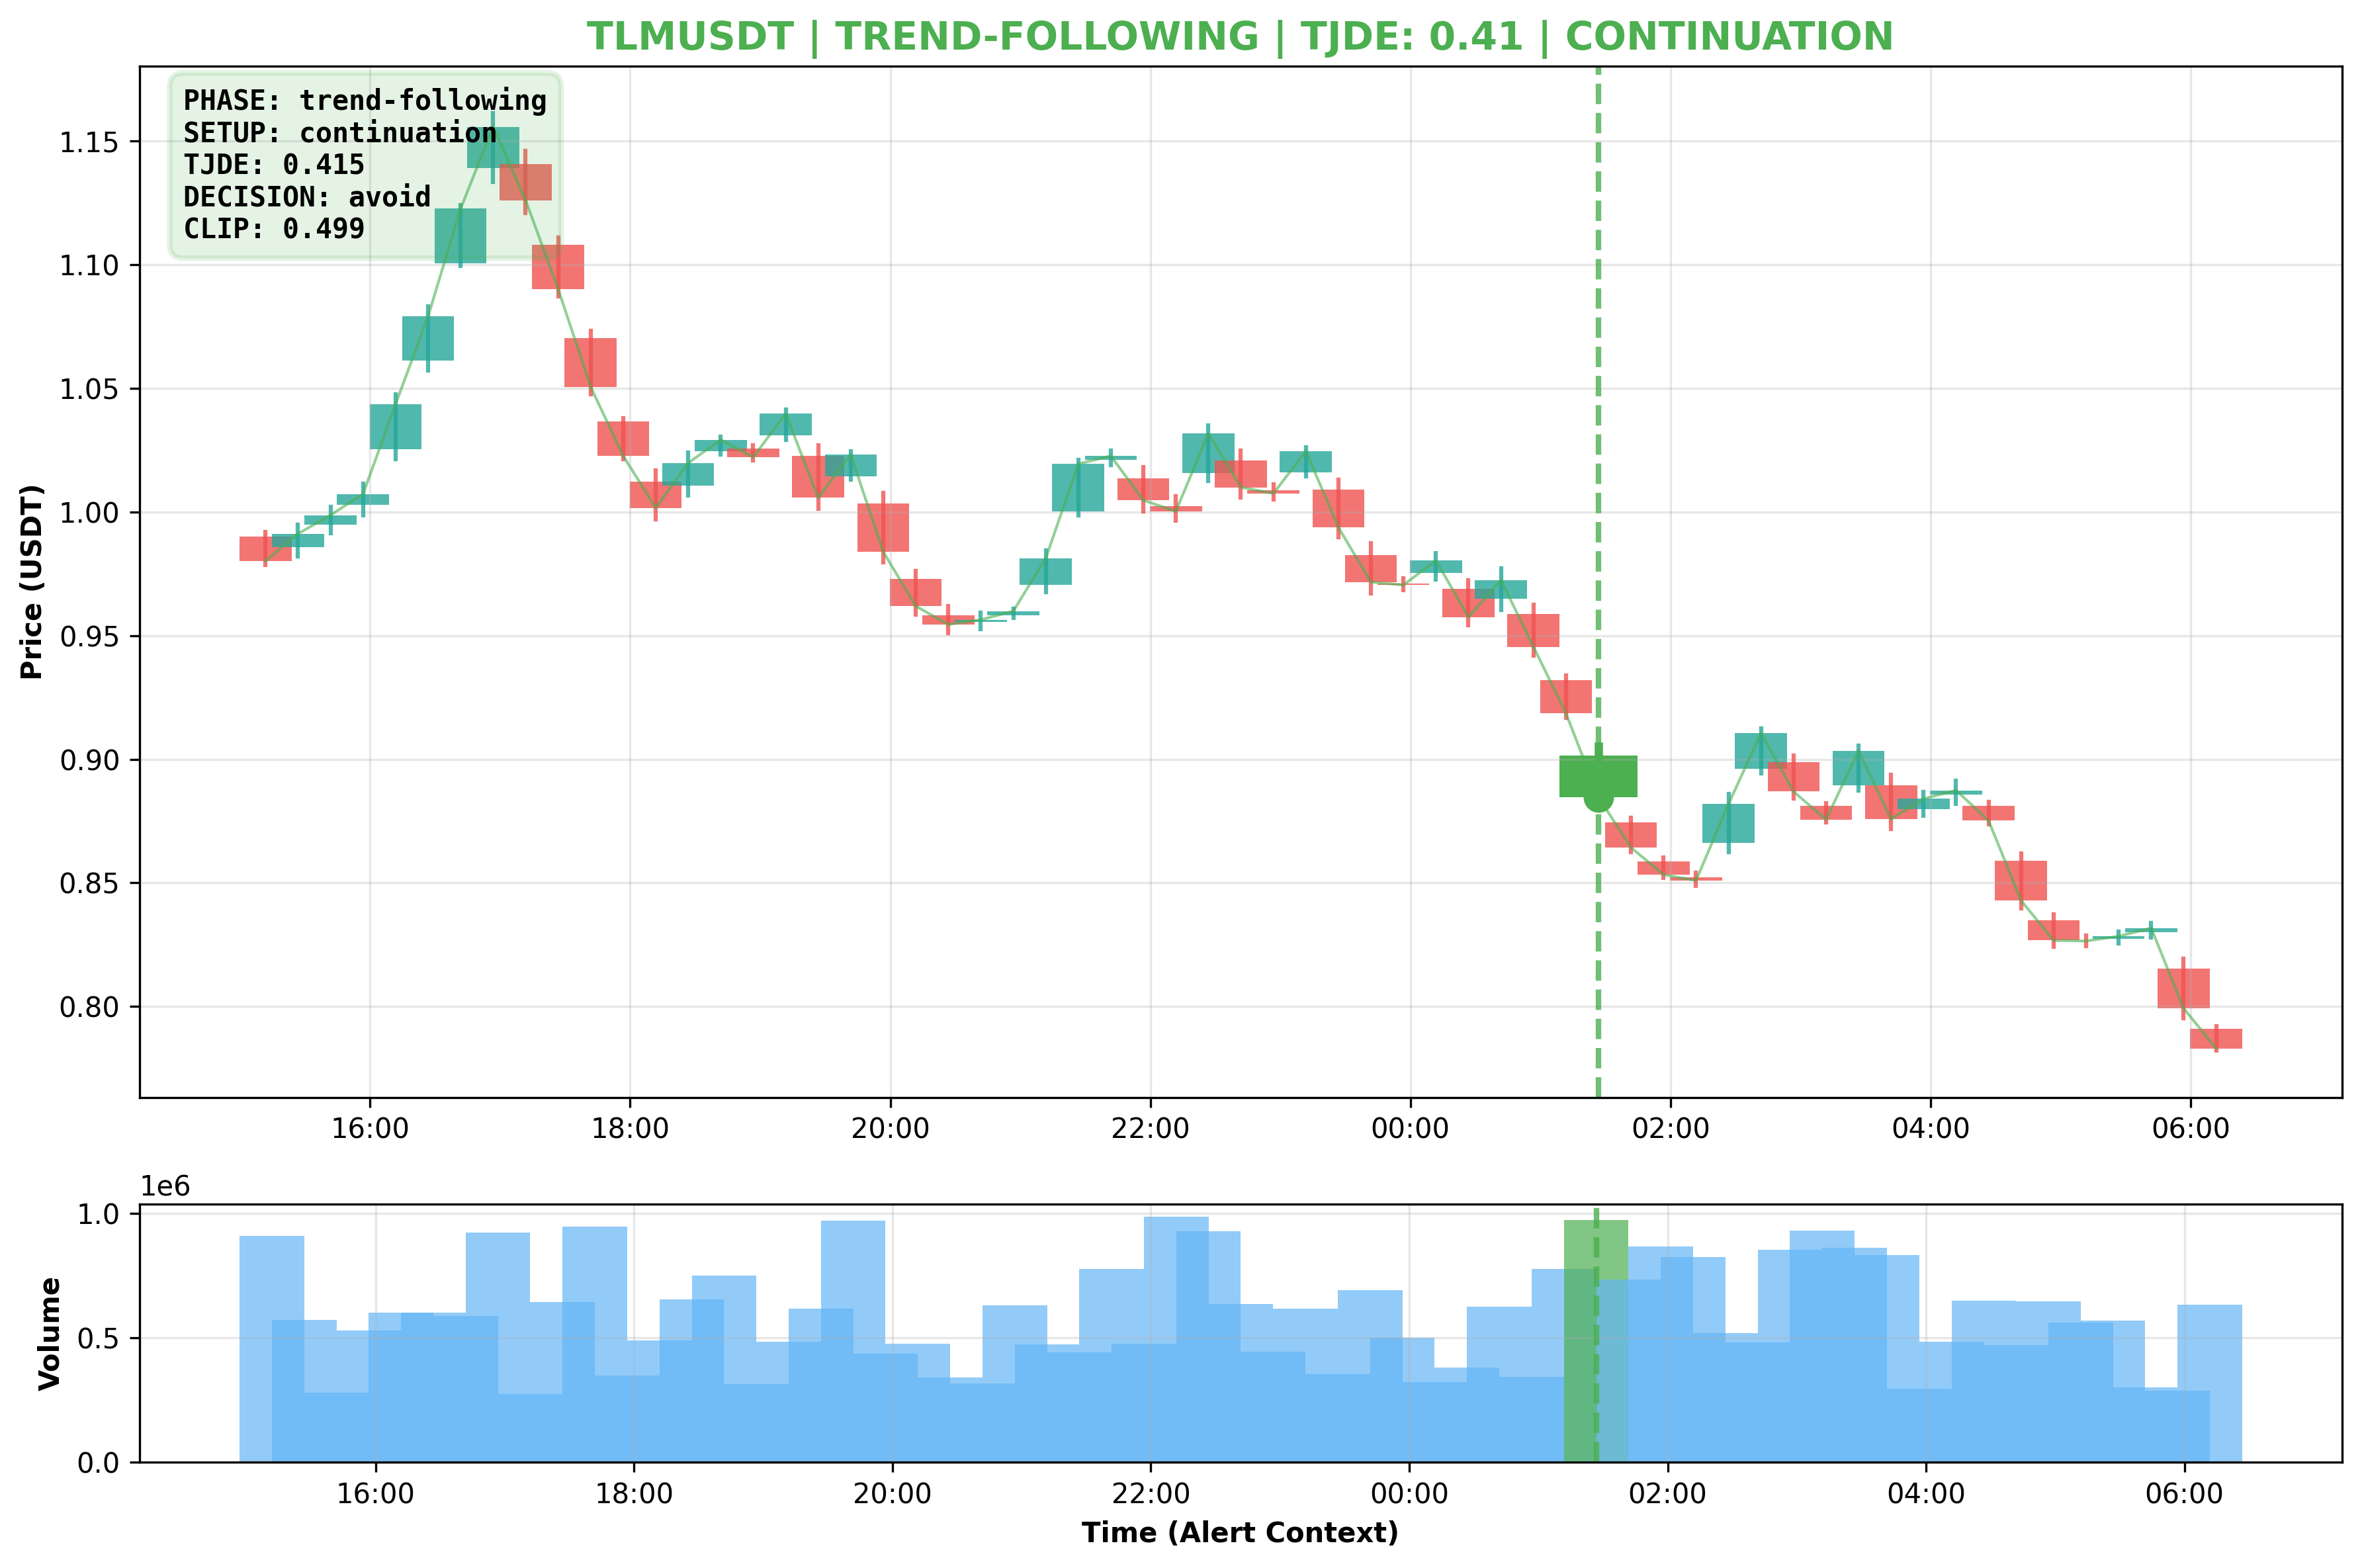 TLMUSDT | TREND-FOLLOWING | TJDE: 0.41 | CONTINUATION
PHASE: trend-following
SETUP: continuation
TJDE: 0.415
DECISION: avoid
CLIP: 0.499
Price (USDT)
1.15
1.10
1.05
1.00
0.95
0.90
0.85
0.80
16:00 18:00 20:00 22:00 00:00 02:00 04:00 06:00
1e6
Volume
1.0
0.5
0.0
16:00 18:00 20:00 22:00 00:00 02:00 04:00 06:00
Time (Alert Context)